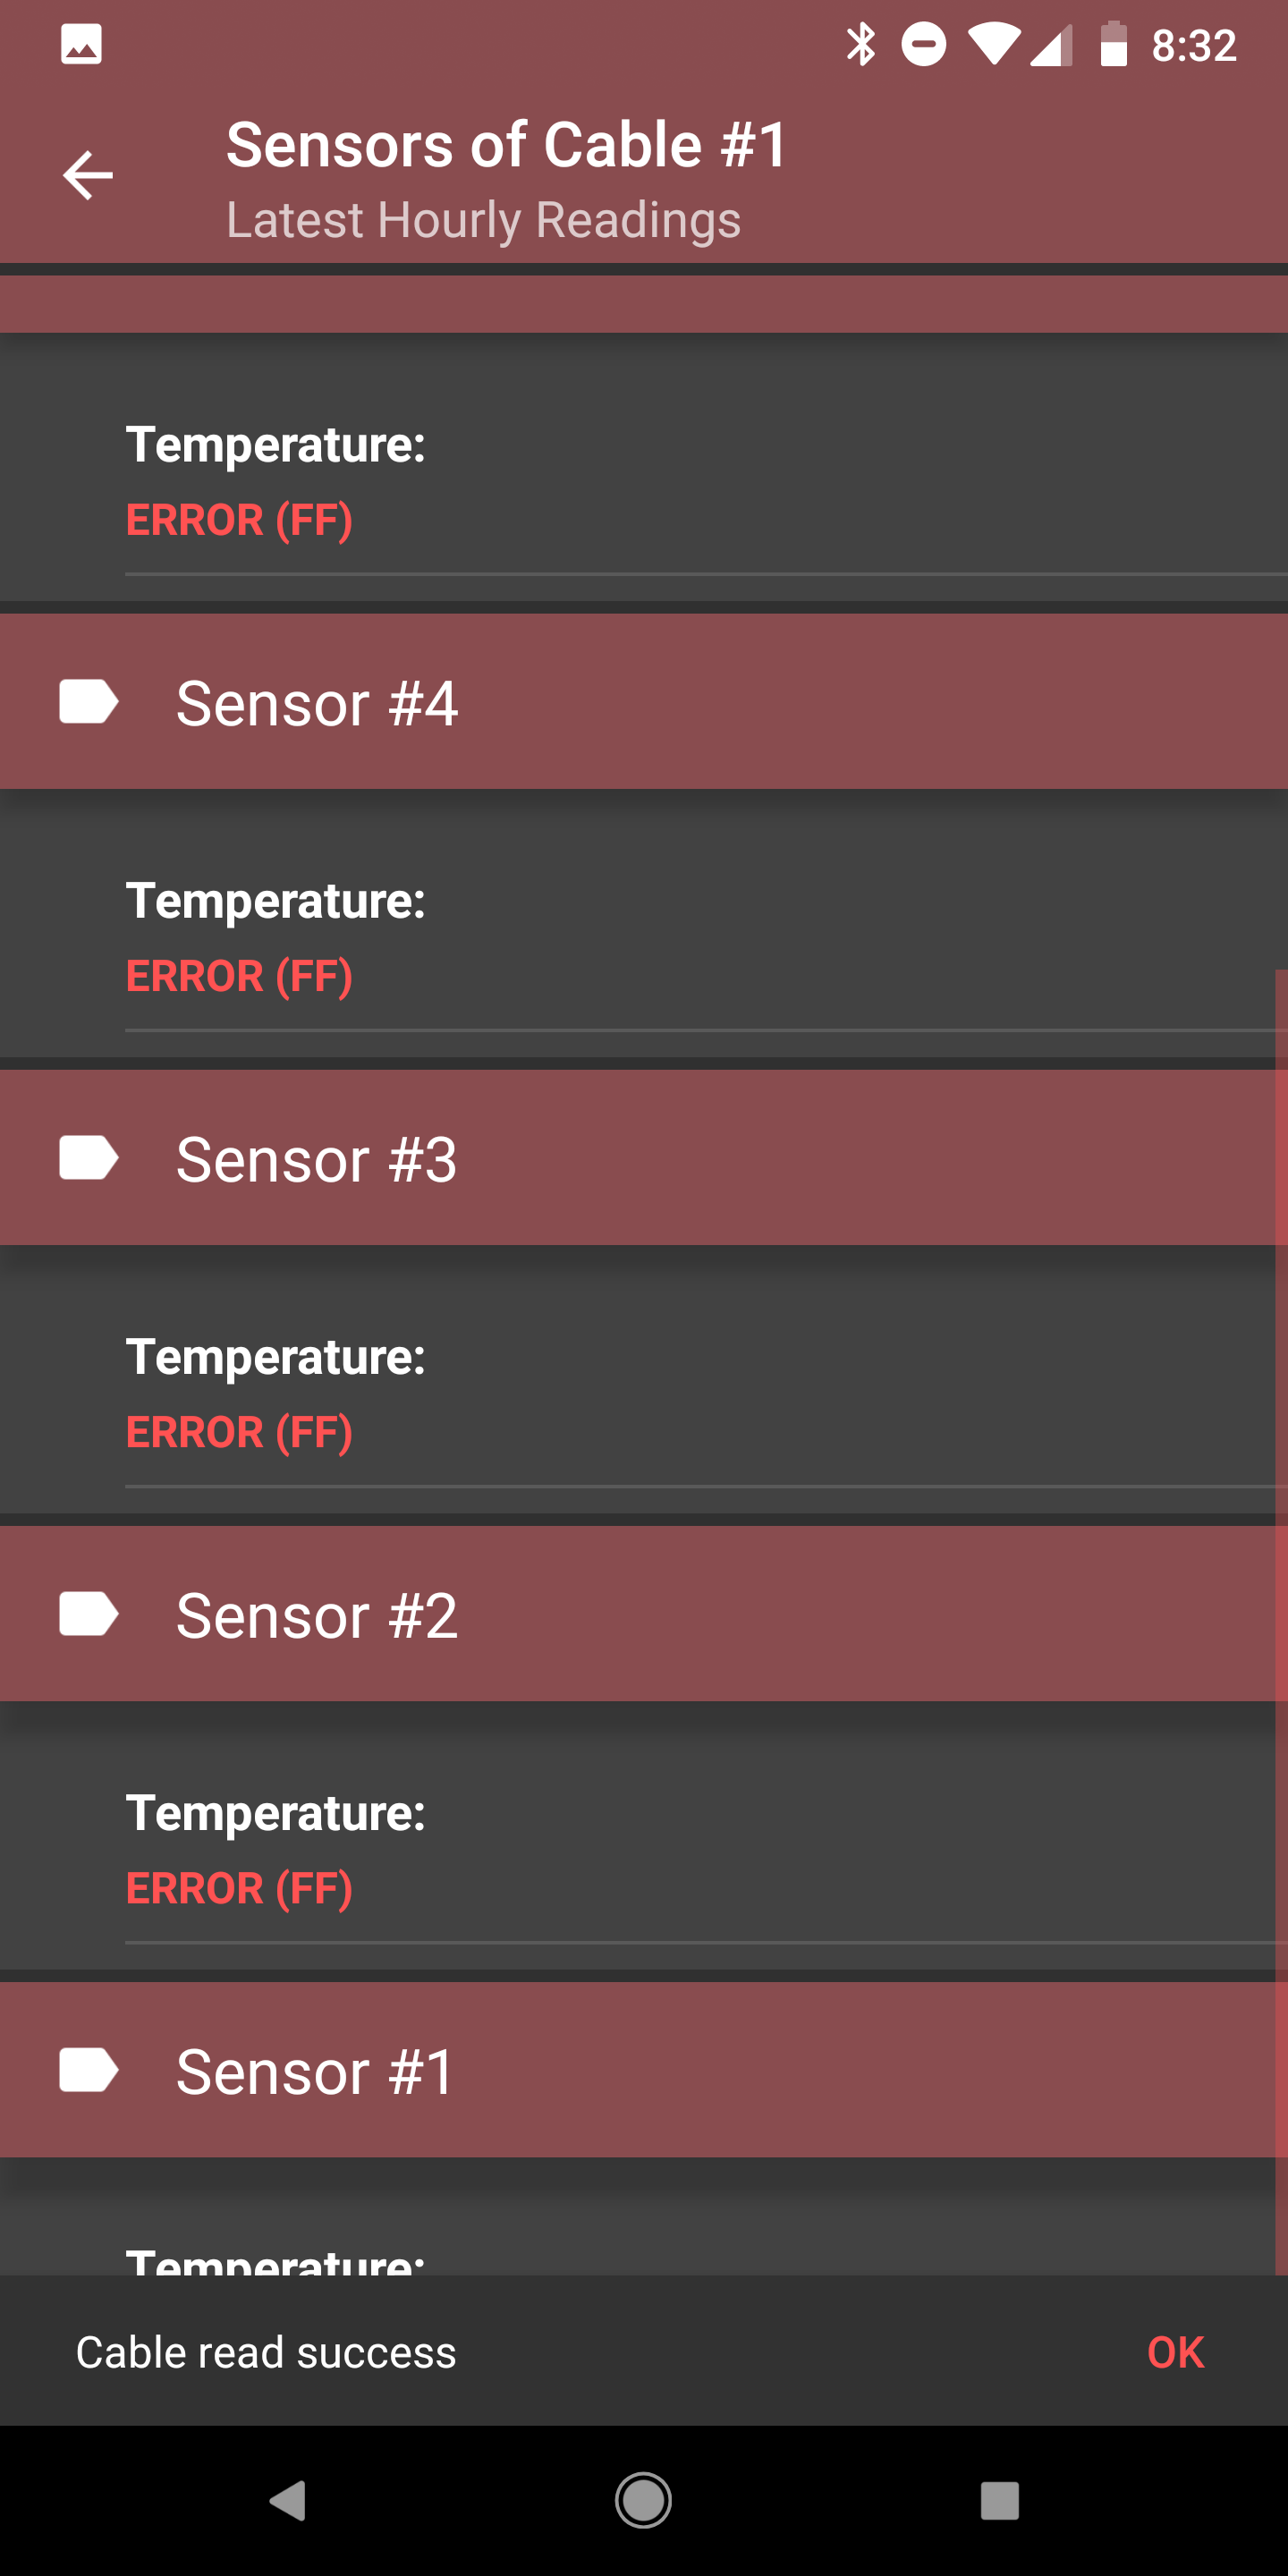 8:32
Sensors of Cable #1
Latest Hourly Readings
Temperature:
ERROR (FF)
Sensor #4
Temperature:
ERROR (FF)
Sensor #3
Temperature:
ERROR (FF)
Sensor #2
Temperature:
ERROR (FF)
Sensor #1
Temperature:
Cable read success OK